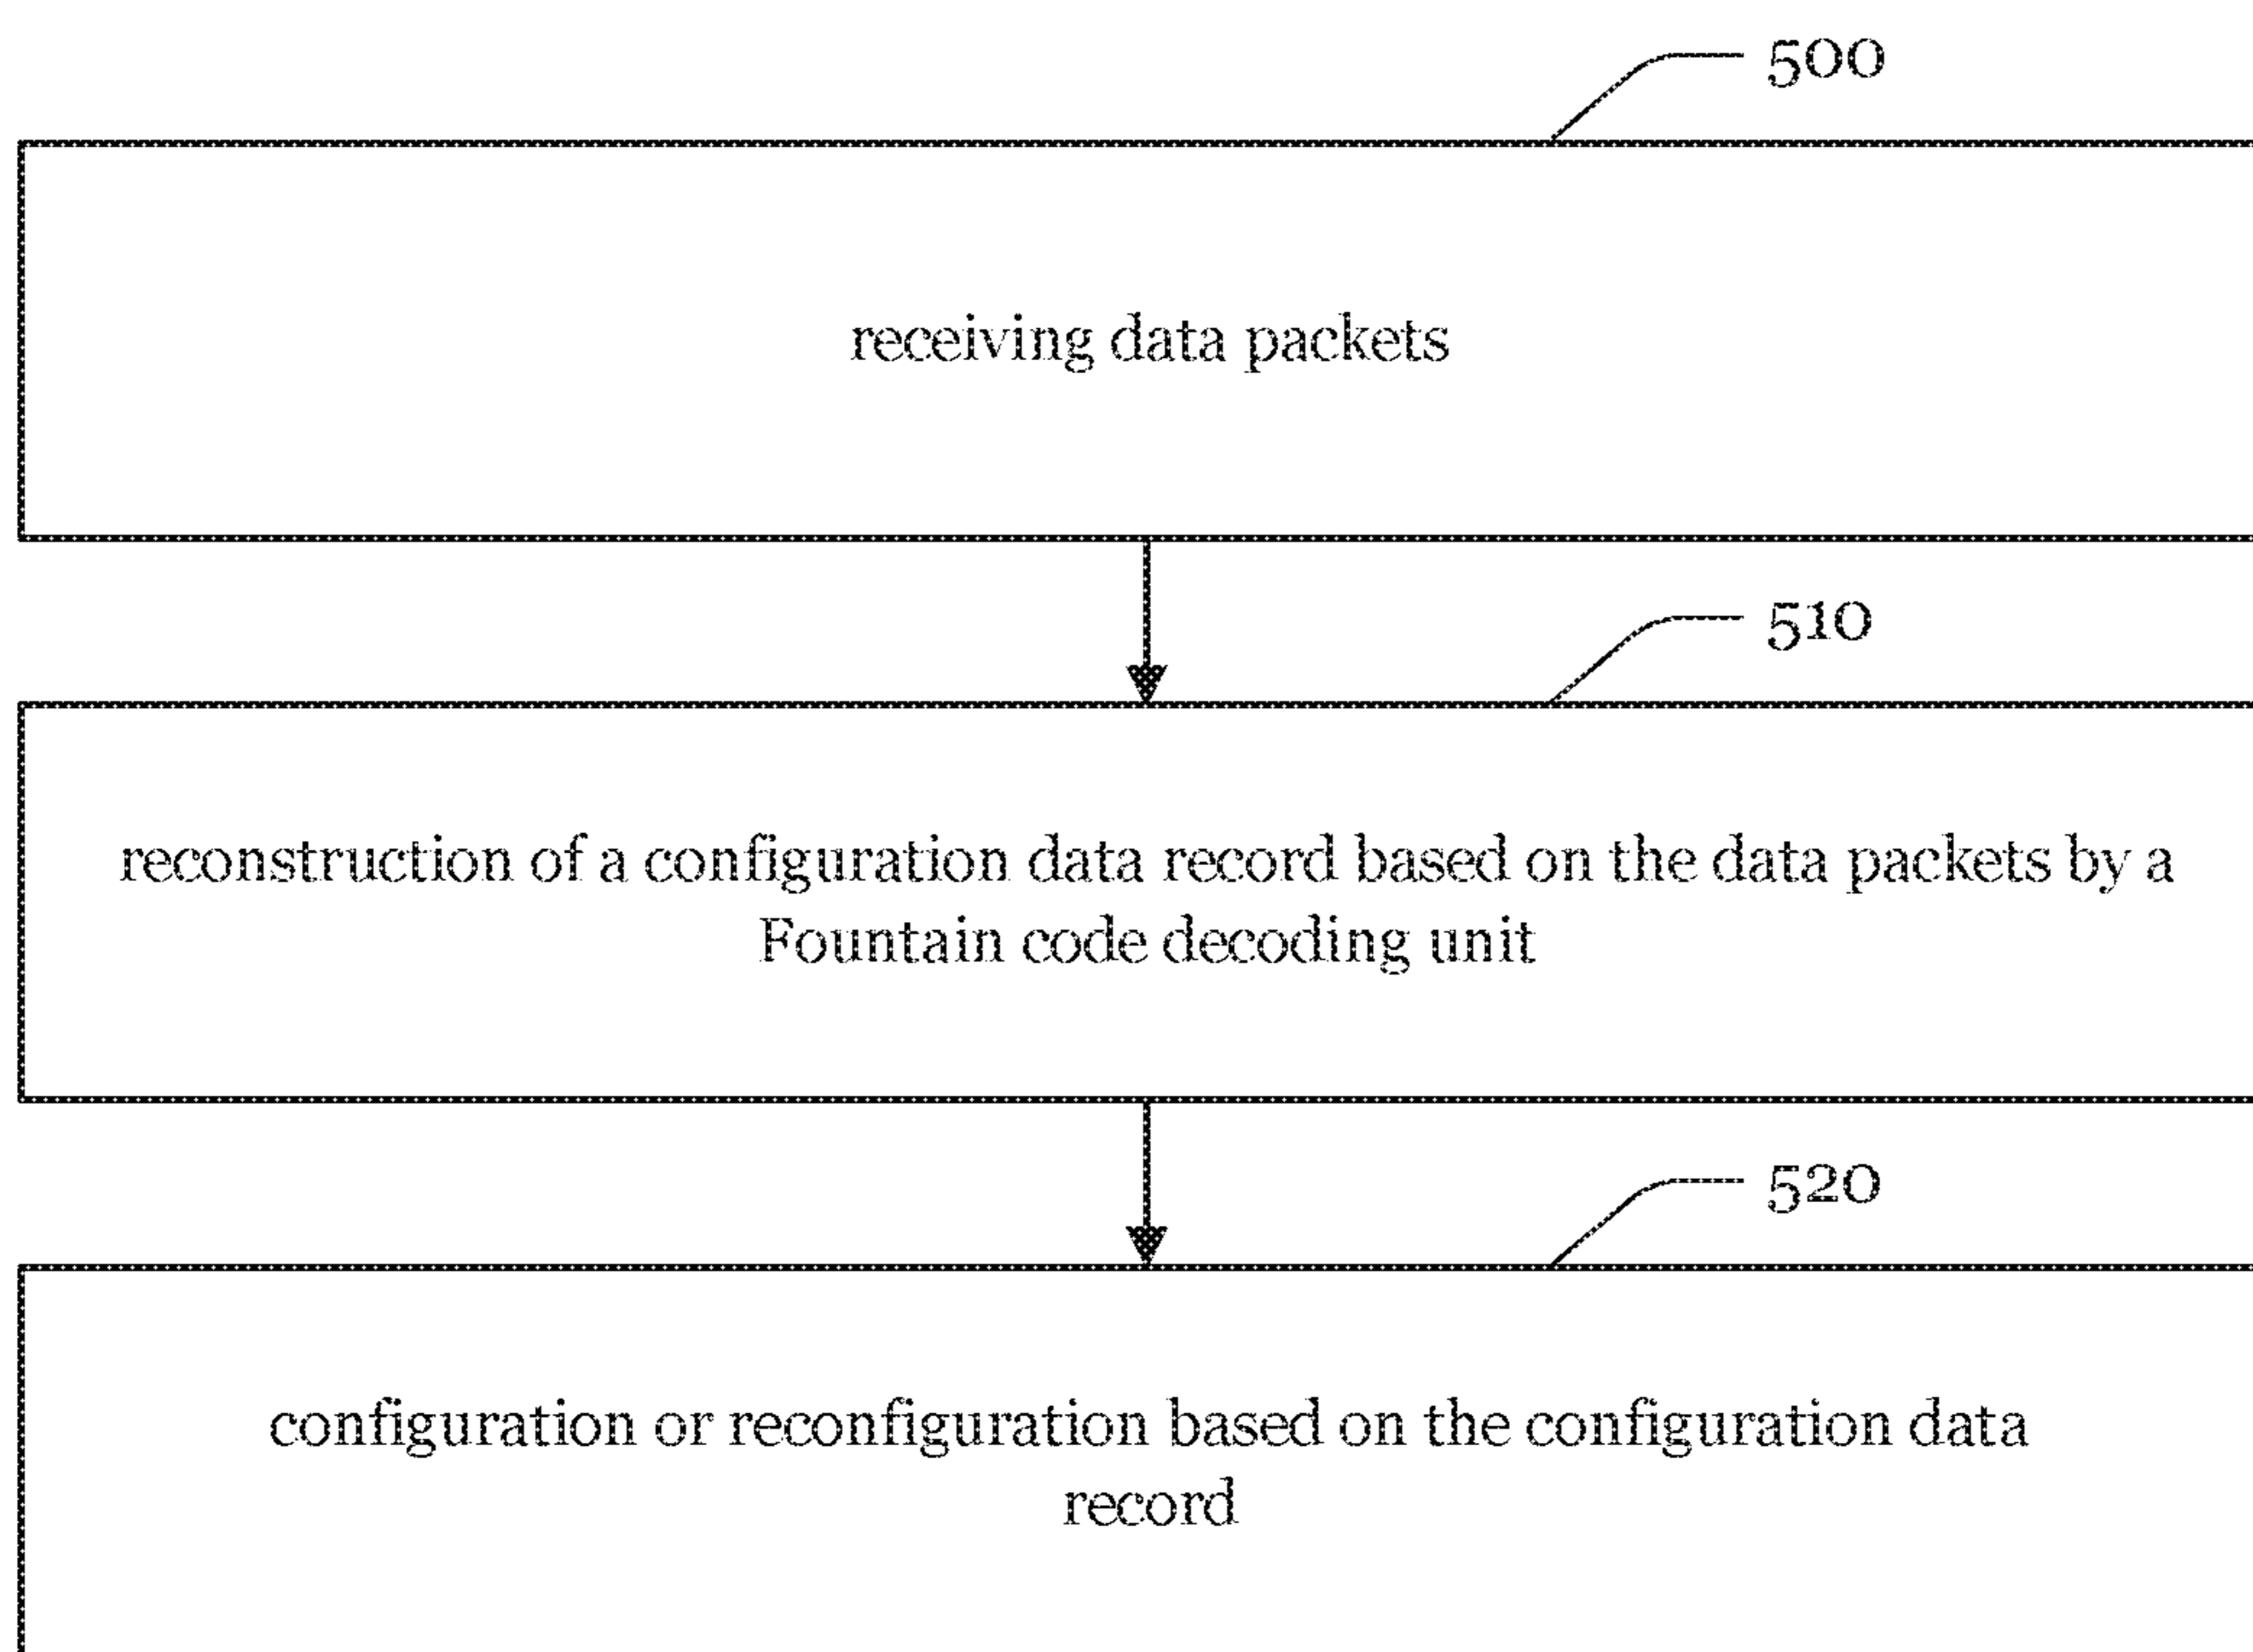 500
receiving data packets
510
reconstruction of a configuration data record based on the data packets by a
Fountain code decoding unit
520
configuration or reconfiguration based on the configuration data
record